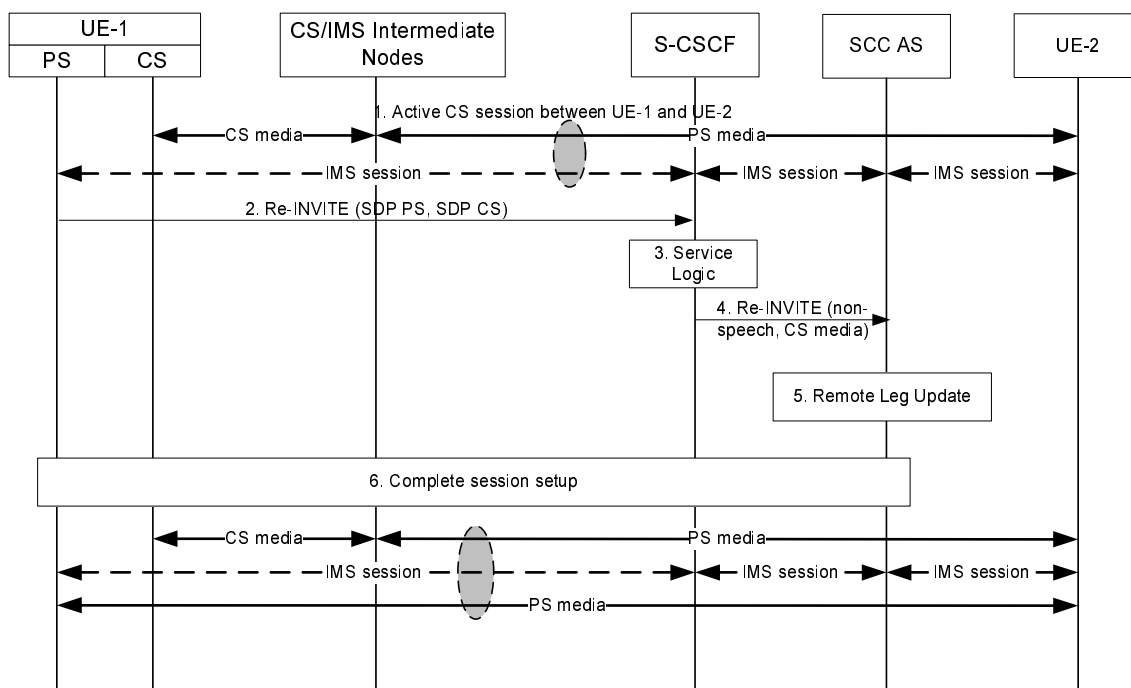 UE-1
PS
CS
CS/IMS Intermediate
Nodes
S-CSCF
SCC AS
UE-2
1. Active CS session between UE-1 and UE-2
CS media
PS media
IMS session
IMS session
IMS session
2. Re-INVITE (SDP PS, SDP CS)
3. Service
Logic
4. Re-INVITE (non-
speech, CS media)
5. Remote Leg Update
6. Complete session setup
CS media
PS media
IMS session
IMS session
IMS session
PS media